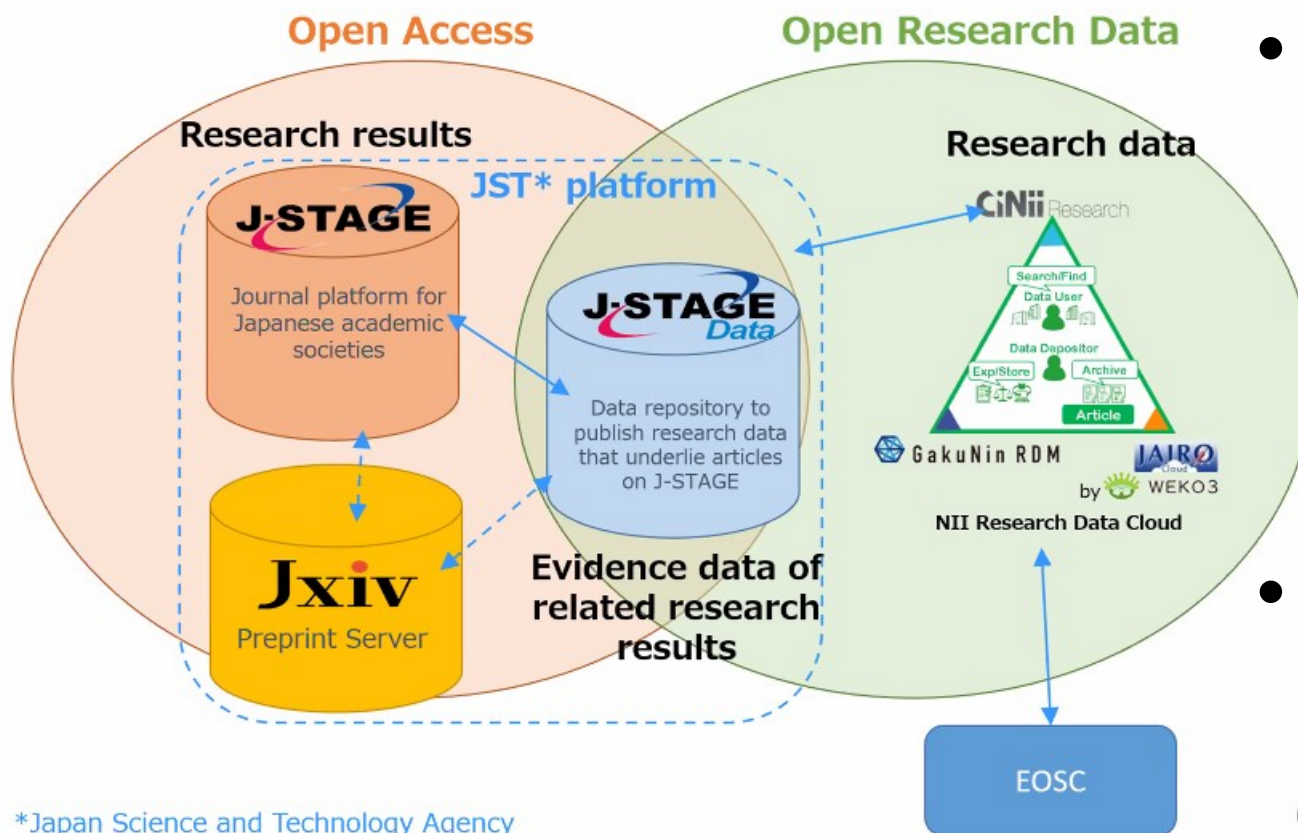 Open Access
Open Research Data
Research results
Research data
JST* platform
J-STAGE
Journal platform for
Japanese academic
societies
J-STAGE
Data
Data repository to
publish research data
that underlie articles
on J-STAGE
Jxiv
Preprint Server
Evidence data of
related research
results
CiNii Research
Search/Find
Data User
Data Depositor
Exp/Store
Archive
Article
GakuNin RDM
JAIRO
Cloud
by WEKO3
NII Research Data Cloud
EOSC
*Japan Science and Technology Agency